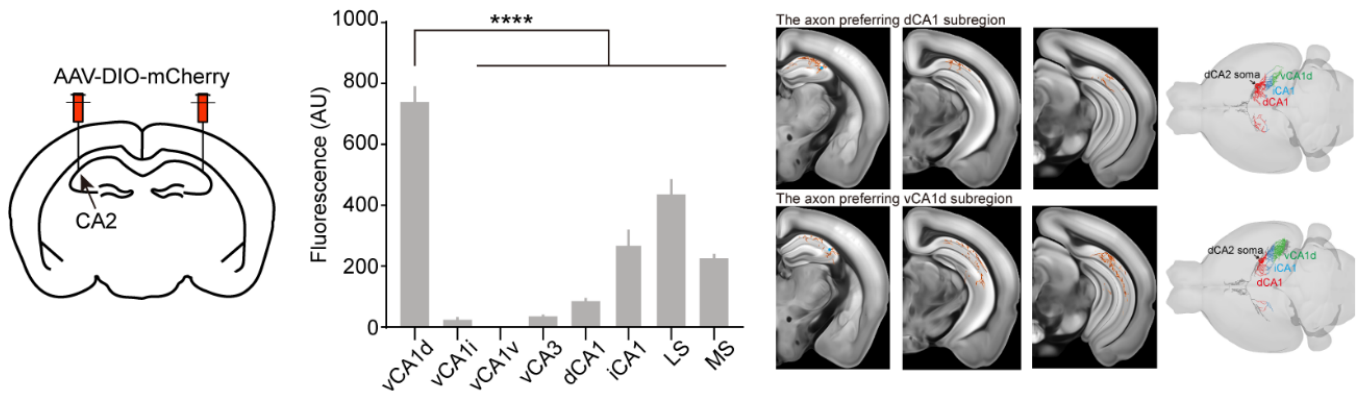 AAV-DIO-mCherry
CA2
Fluorescence (AU)
1000
800
600
400
200
0
****
vCA1d
vCA1i
vCA1v
vCA3
dCA1
iCA1
LS
MS
The axon preferring dCA1 subregion
dCA2 soma
vCA1d
iCA1
dCA1
The axon preferring vCA1d subregion
dCA2 soma
vCA1d
iCA1
dCA1